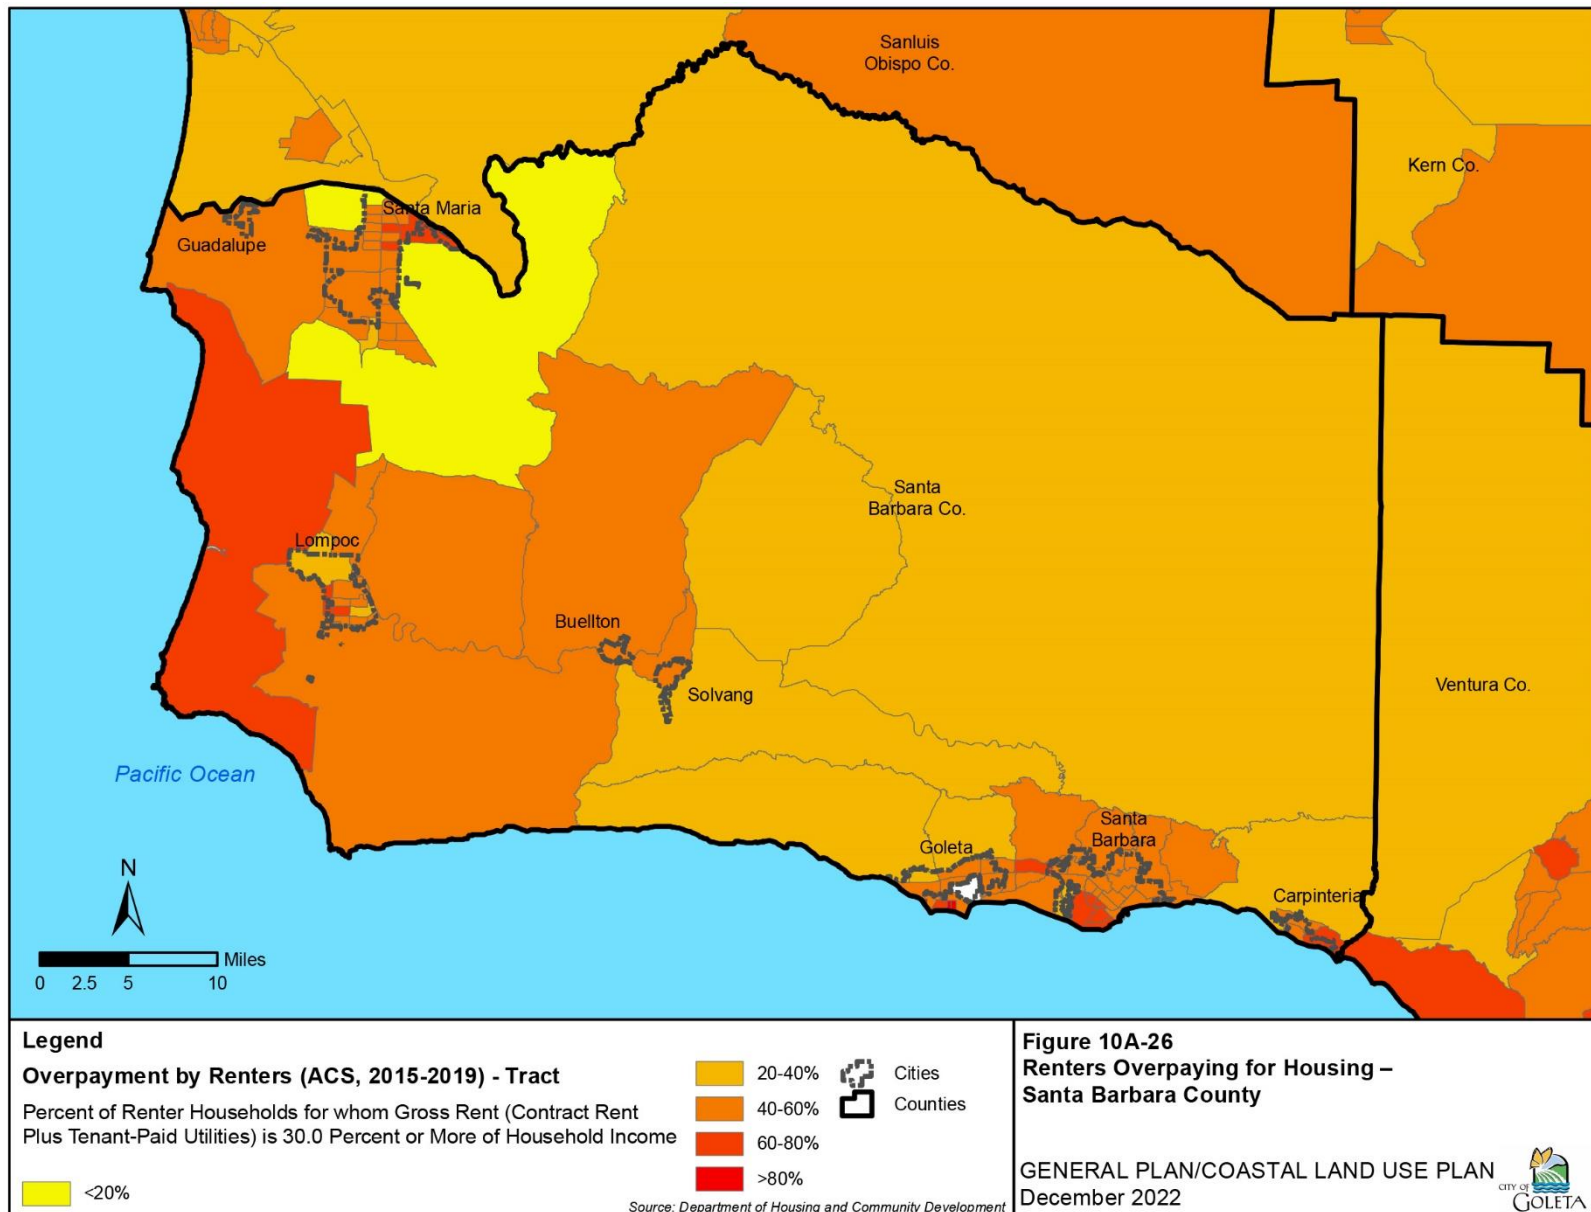 Sanluis
Obispo Co.
Kern Co.
Santa Maria
Guadalupe
Santa
Barbara Co.
Lompoc
Buellton
Solvang
Ventura Co.
Pacific Ocean
Santa
Barbara
Goleta
Carpinteria
N
Miles
0 2.5 5 10
Legend
Overpayment by Renters (ACS, 2015-2019) - Tract
Percent of Renter Households for whom Gross Rent (Contract Rent
Plus Tenant-Paid Utilities) is 30.0 Percent or More of Household Income
<20%
20-40%
40-60%
60-80%
>80%
Cities
Counties
Source: Department of Housing and Community Development
Figure 10A-26
Renters Overpaying for Housing –
Santa Barbara County
GENERAL PLAN/COASTAL LAND USE PLAN
December 2022
CITY OF
GOLETA